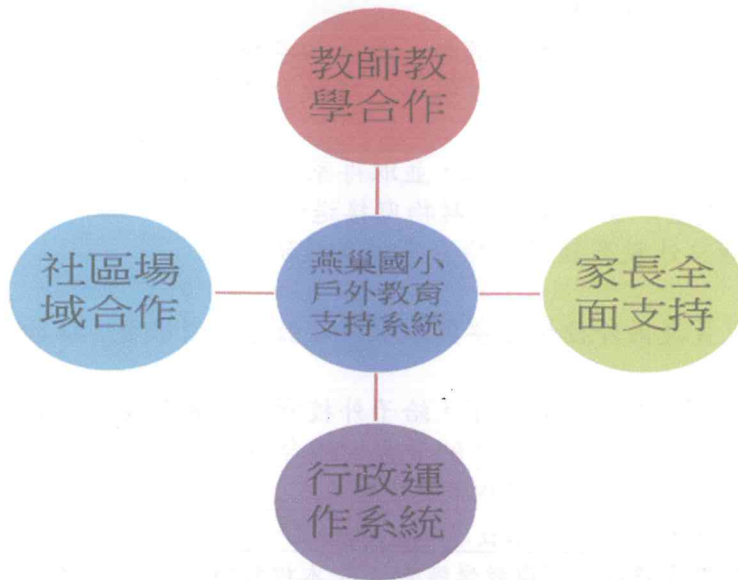 教師教
學合作
社區場
域合作
燕巢國小
戶外教育
支持系統
家長全
面支持
行政運
作系統